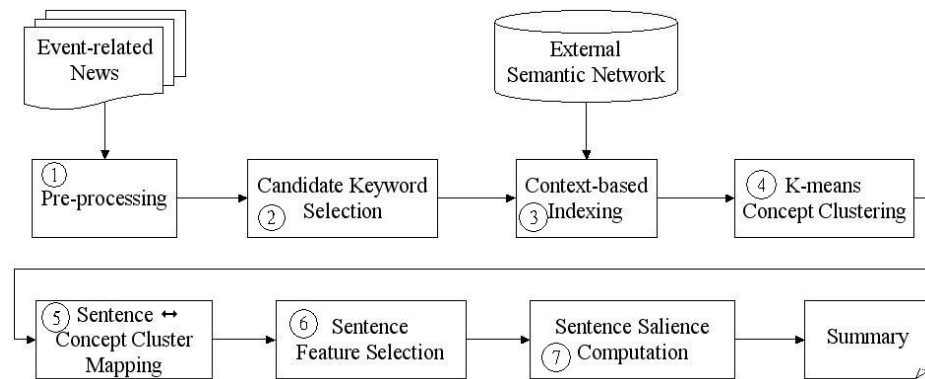 Event-related
News
External
Semantic Network
1
Pre-processing
Candidate Keyword
2 Selection
Context-based
3 Indexing
4 K-means
Concept Clustering
5 Sentence ↔
Concept Cluster
Mapping
6 Sentence
Feature Selection
Sentence Salience
7 Computation
Summary